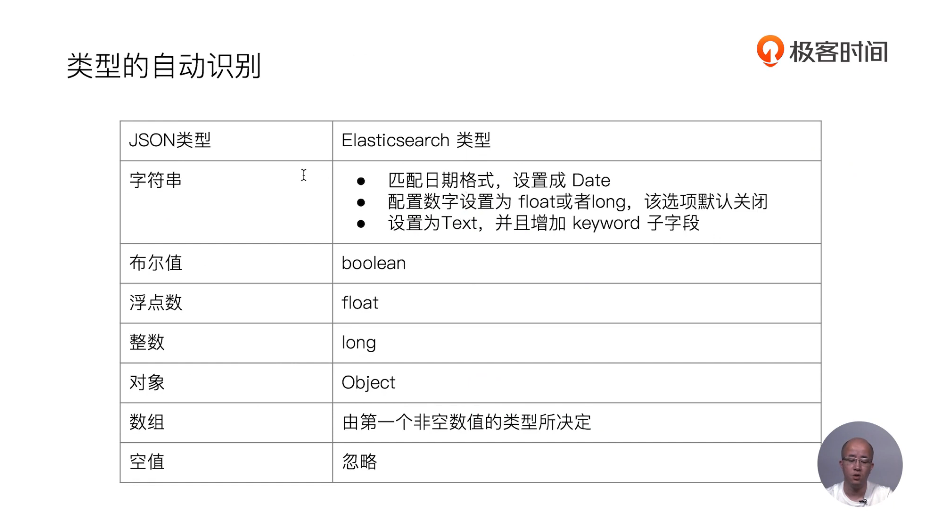 类型的自动识别
极客时间
JSON类型
Elasticsearch 类型
字符串
● 匹配日期格式，设置成 Date
● 配置数字设置为 float或者long，该选项默认关闭
● 设置为Text，并且增加 keyword 子字段
布尔值
boolean
浮点数
float
整数
long
对象
Object
数组
由第一个非空数值的类型所决定
空值
忽略